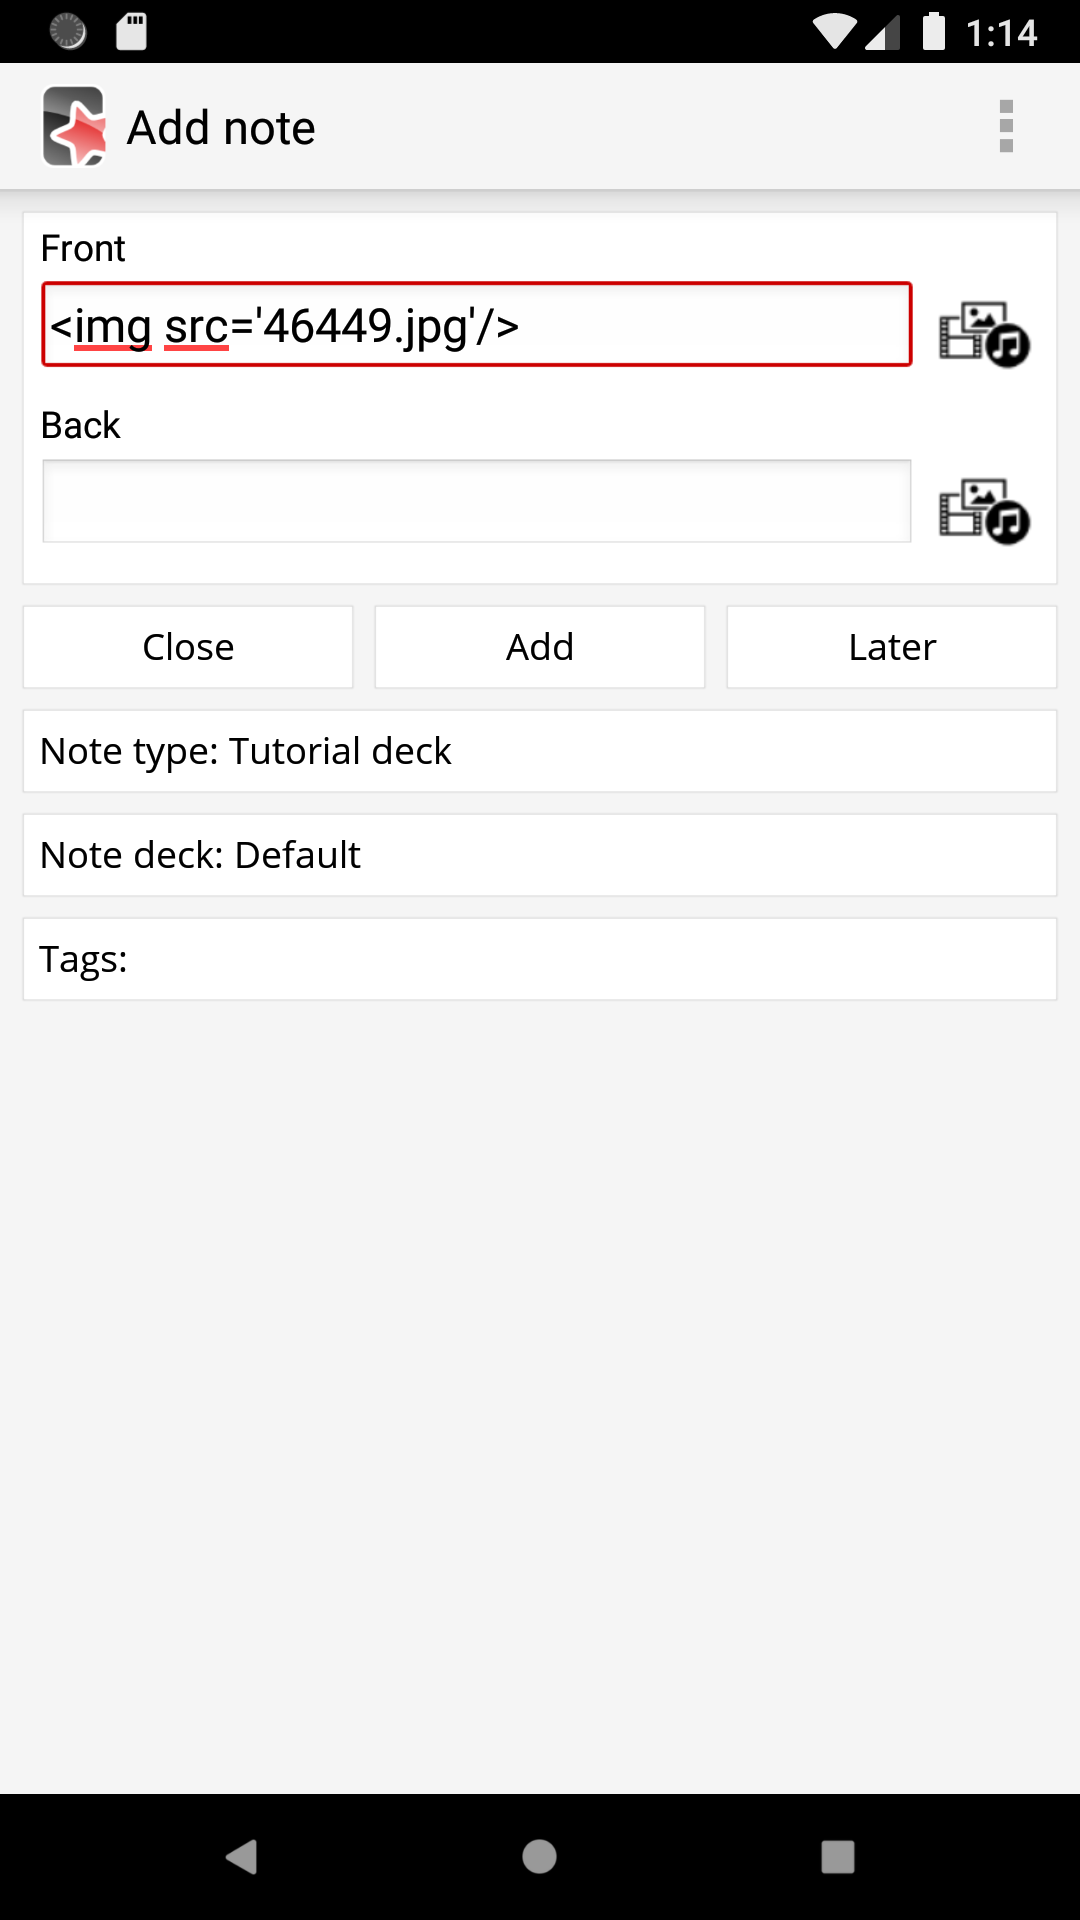 1:14
Add note
Front
<img src='46449.jpg'/>
Back
Close Add Later
Note type: Tutorial deck
Note deck: Default
Tags: